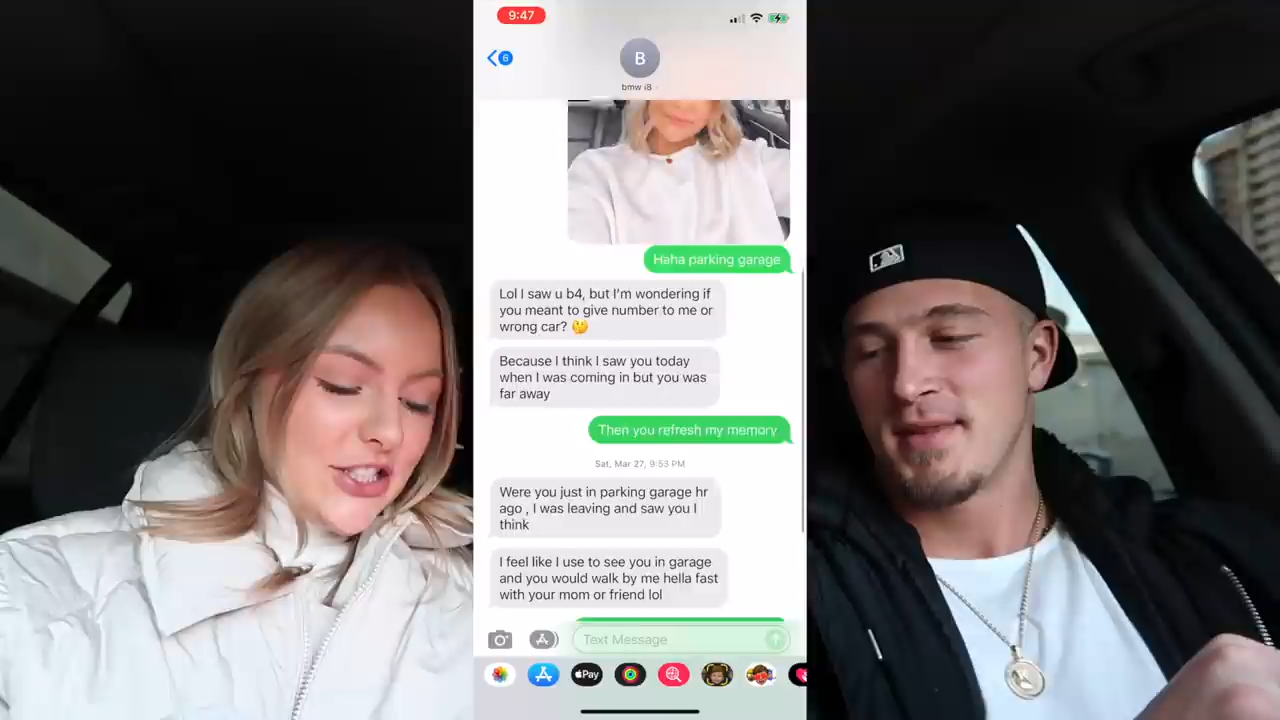 9:47
6
B
bmw i8
Haha parking garage
Lol I saw u b4, but I'm wondering if
you meant to give number to me or
wrong car? 🤔
Because I think I saw you today
when I was coming in but you was
far away
Then you refresh my memory
Sat, Mar 27, 9:53 PM
Were you just in parking garage hr
ago , I was leaving and saw you I
think
I feel like I use to see you in garage
and you would walk by me hella fast
with your mom or friend lol
Text Message
Pay